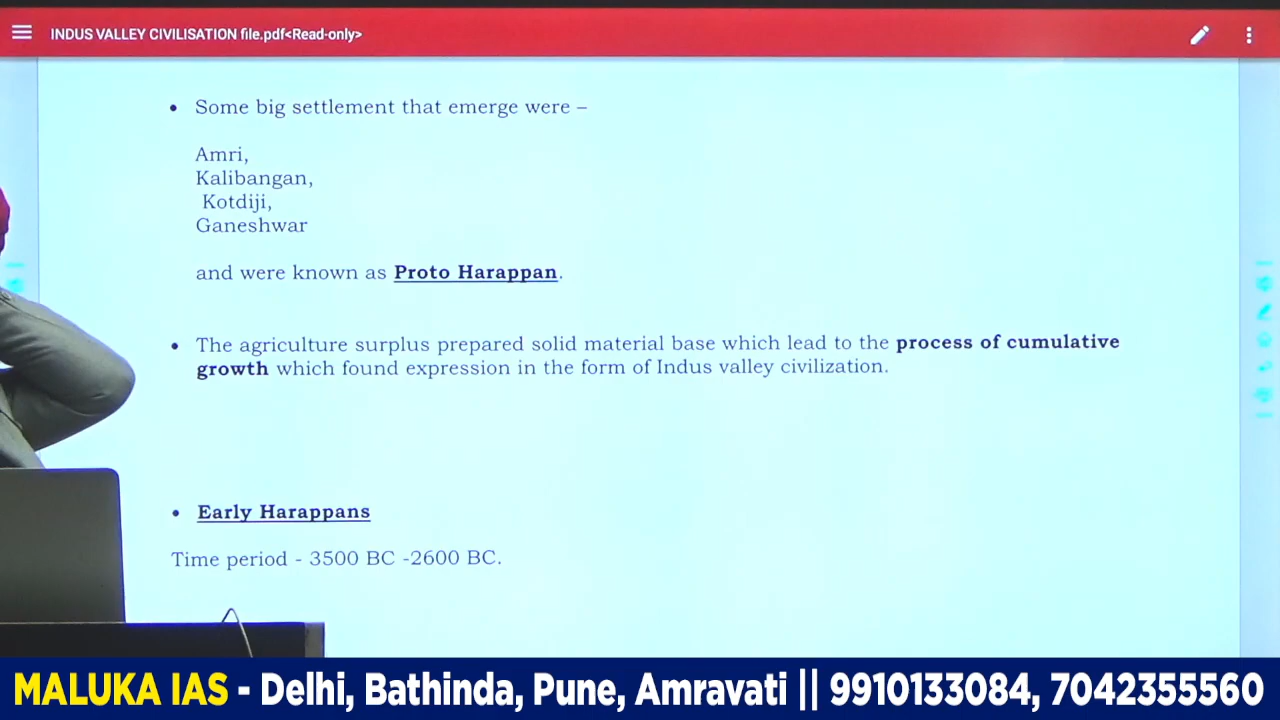 INDUS VALLEY CIVILISATION file.pdf<Read-only>
• Some big settlement that emerge were –
Amri,
Kalibangan,
Kotdiji,
Ganeshwar
and were known as Proto Harappan.
• The agriculture surplus prepared solid material base which lead to the process of cumulative
growth which found expression in the form of Indus valley civilization.
• Early Harappans
Time period - 3500 BC -2600 BC.
MALUKA IAS - Delhi, Bathinda, Pune, Amravati || 9910133084, 7042355560